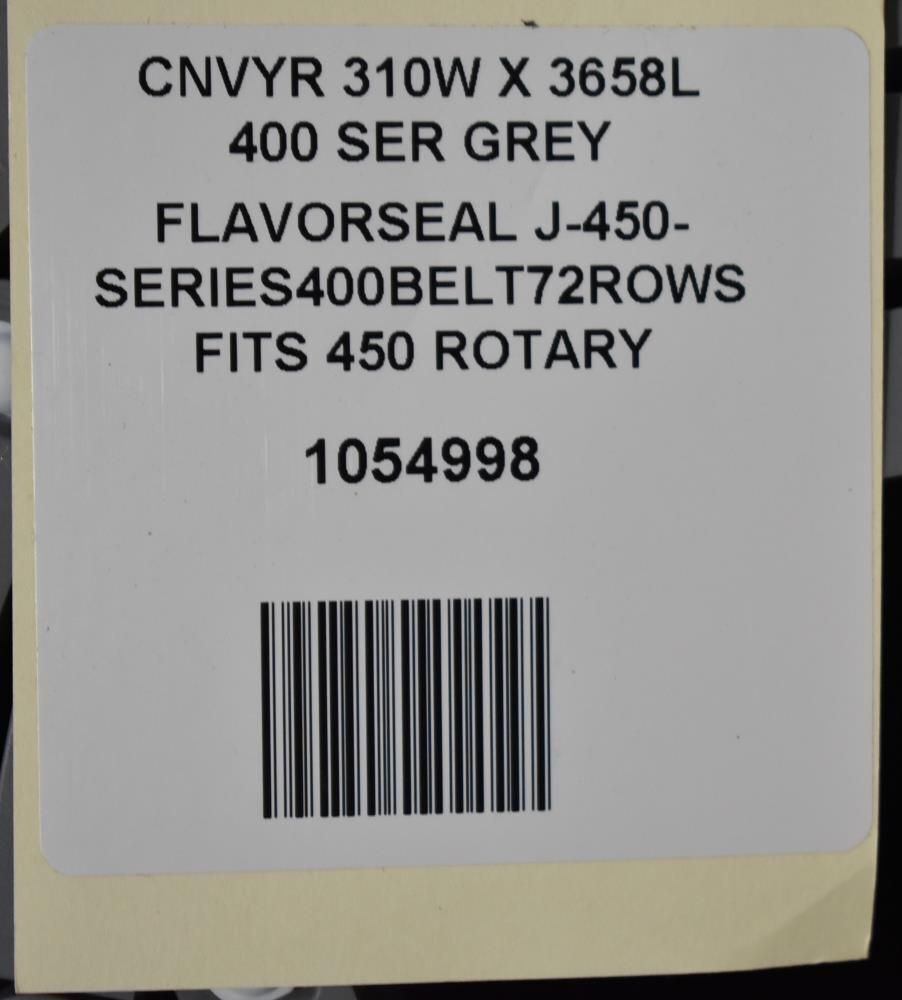 CNVYR 310W X 3658L
400 SER GREY
FLAVORSEAL J-450-
SERIES400BELT72ROWS
FITS 450 ROTARY
1054998